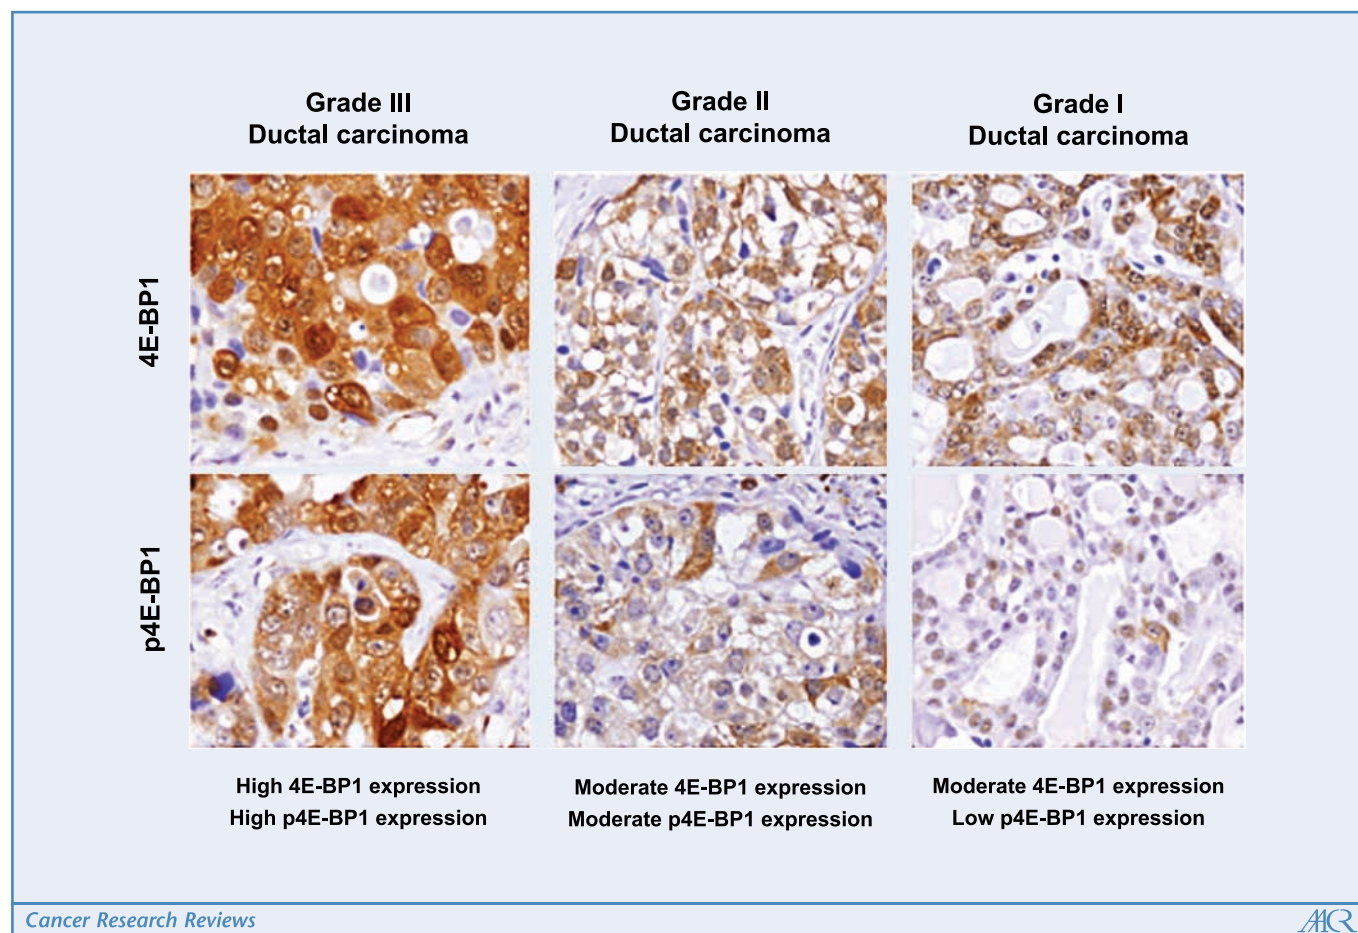 Grade III
Ductal carcinoma
Grade II
Ductal carcinoma
Grade I
Ductal carcinoma
4E-BP1
p4E-BP1
High 4E-BP1 expression
High p4E-BP1 expression
Moderate 4E-BP1 expression
Moderate p4E-BP1 expression
Moderate 4E-BP1 expression
Low p4E-BP1 expression
Cancer Research Reviews
AACR